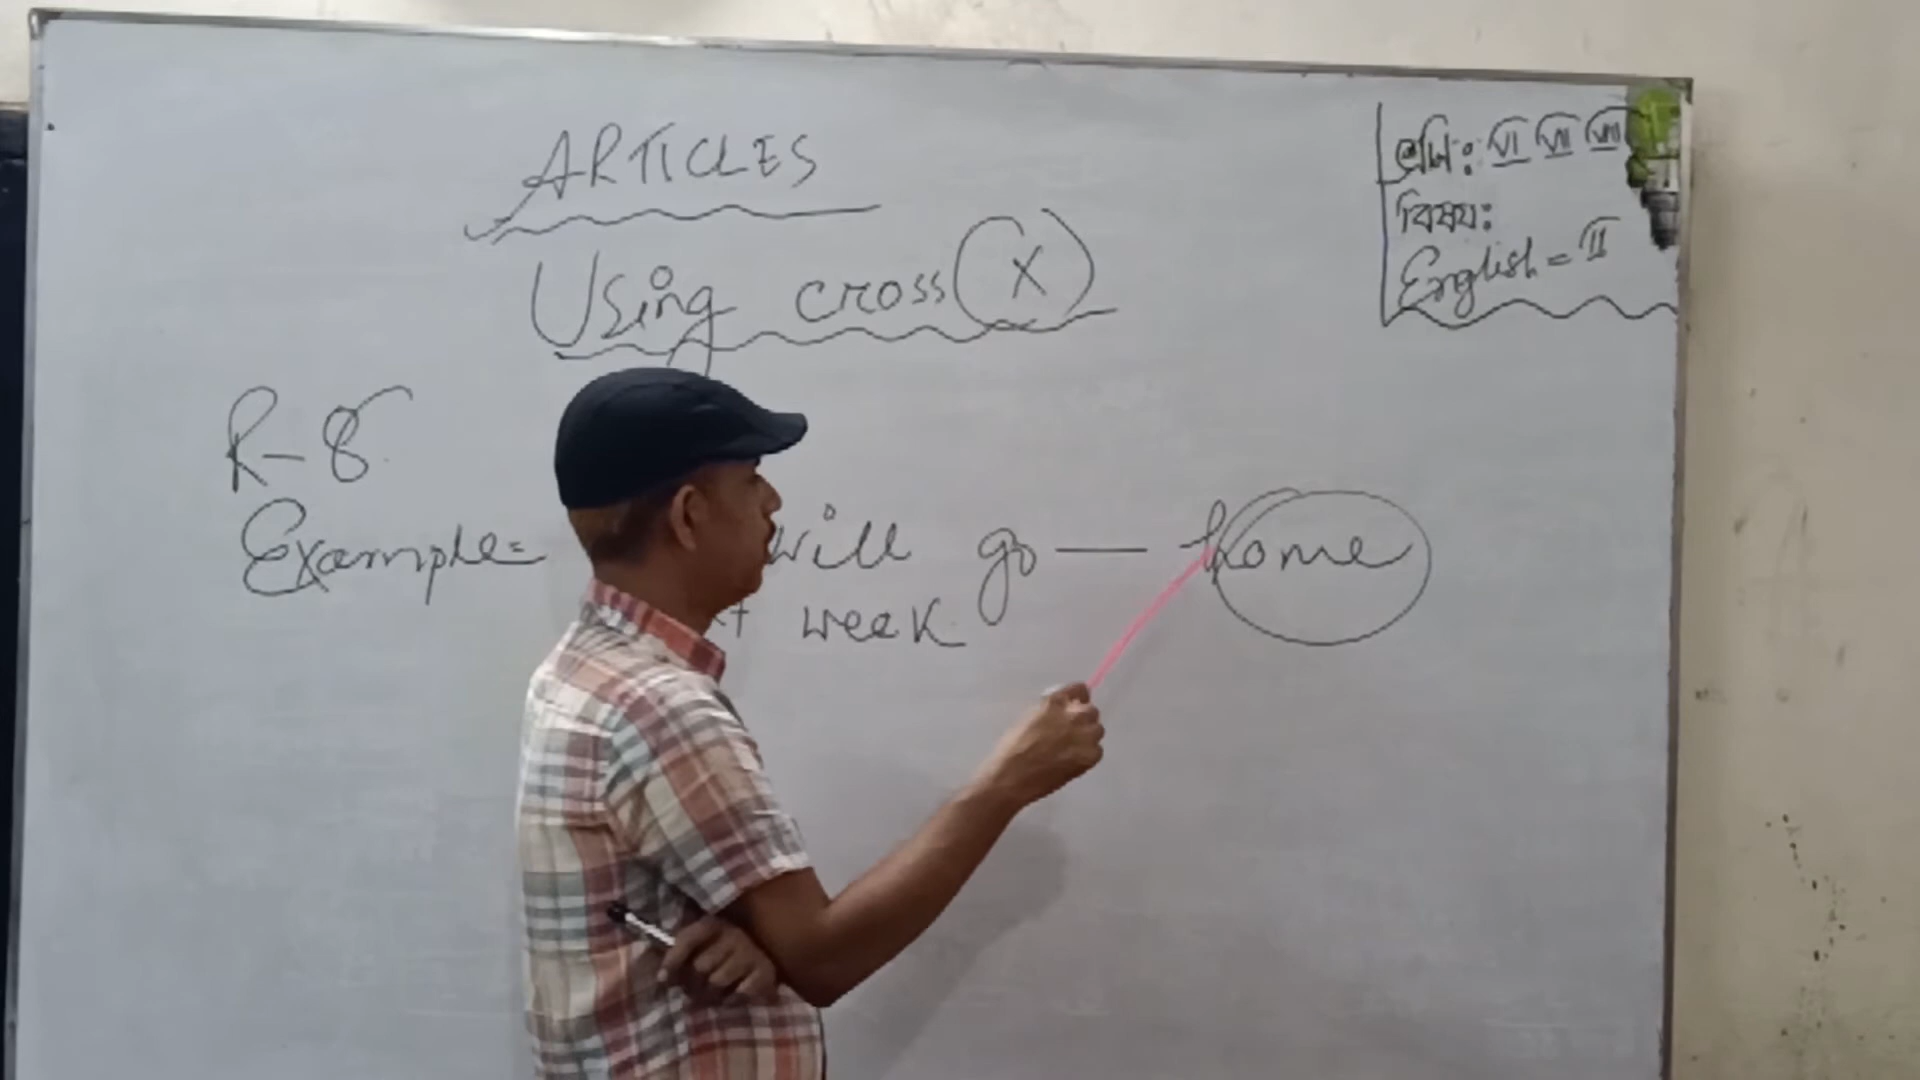 ARTICLES
Using cross (X)
শ্রেণি: VI VII VIII
বিষয়:
English = II
R-8
Example= will go — home
week